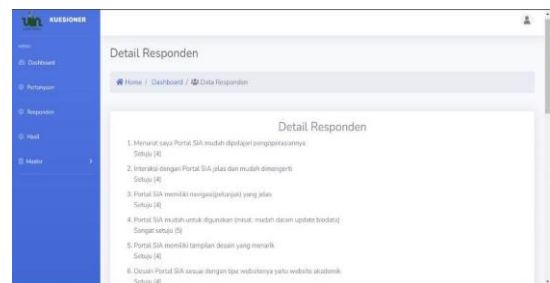 KUESIONER
MENU
Dashboard
Pertanyaan
Responden
Hasil
Master
Detail Responden
Home / Dashboard / Data Responden
Detail Responden
1. Menurut saya Portal SIA mudah dipelajari pengoperasiannya
Setuju (4)
2. Interaksi dengan Portal SIA jelas dan mudah dimengerti
Setuju (4)
3. Portal SIA memiliki navigasi(petunjuk) yang jelas
Setuju (4)
4. Portal SIA mudah untuk digunakan (misal: mudah dalam update biodata)
Sangat setuju (5)
5. Portal SIA memiliki tampilan desain yang menarik
Setuju (4)
6. Desain Portal SIA sesuai dengan tipe websitenya yaitu website akademik
Setuju (4)